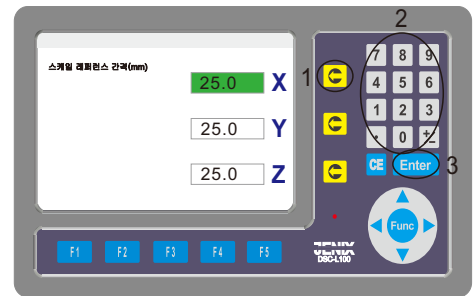 스케일 레퍼런스 간격(mm)
25.0 X
25.0 Y
25.0 Z
1
2
7 8 9
4 5 6
1 2 3
. 0 +-
CE Enter
3
Func
F1 F2 F3 F4 F5
JENIX
DSC-L100